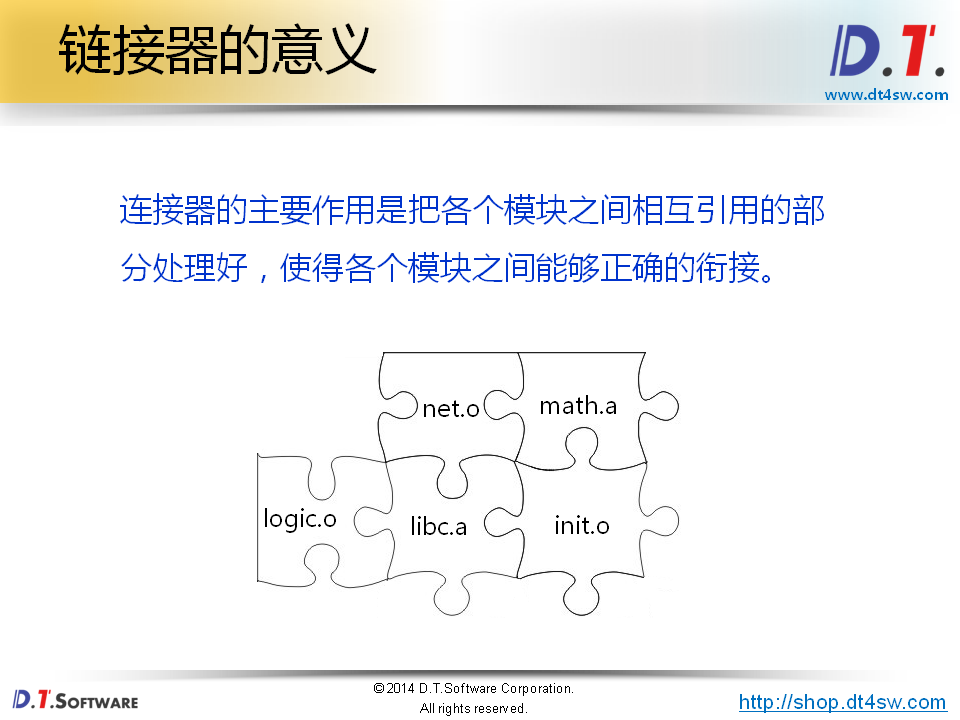 链接器的意义
D.T.
www.dt4sw.com
连接器的主要作用是把各个模块之间相互引用的部
分处理好，使得各个模块之间能够正确的衔接。
net.o
math.a
logic.o
libc.a
init.o
D.T.SOFTWARE
©2014 D.T.Software Corporation.
All rights reserved.
http://shop.dt4sw.com